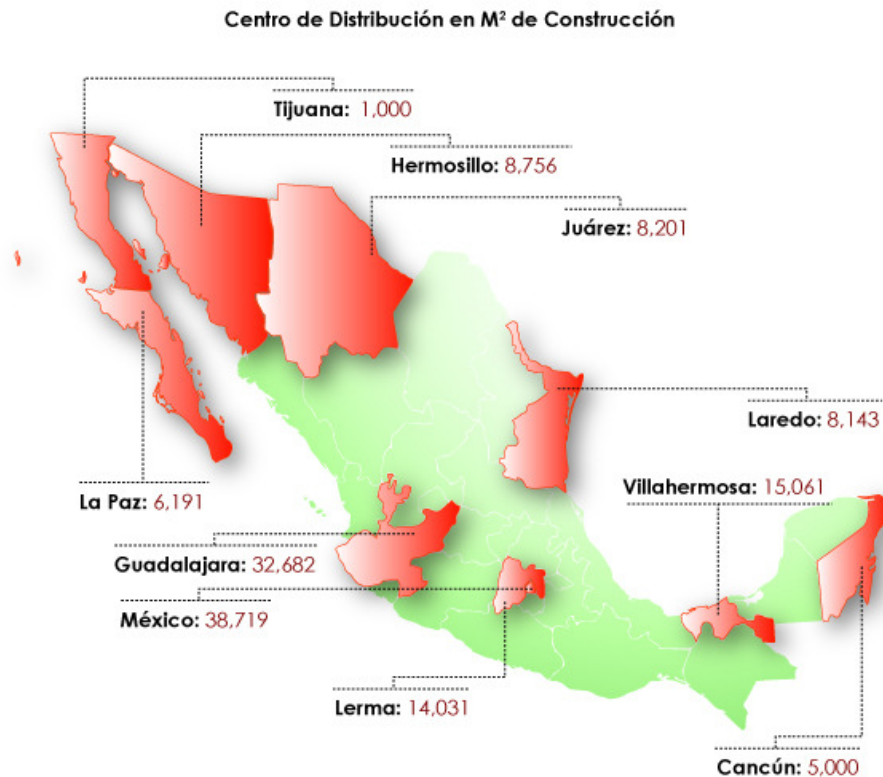 Centro de Distribución en M² de Construcción
Tijuana: 1,000
Hermosillo: 8,756
Juárez: 8,201
Laredo: 8,143
La Paz: 6,191
Villahermosa: 15,061
Guadalajara: 32,682
México: 38,719
Lerma: 14,031
Cancún: 5,000